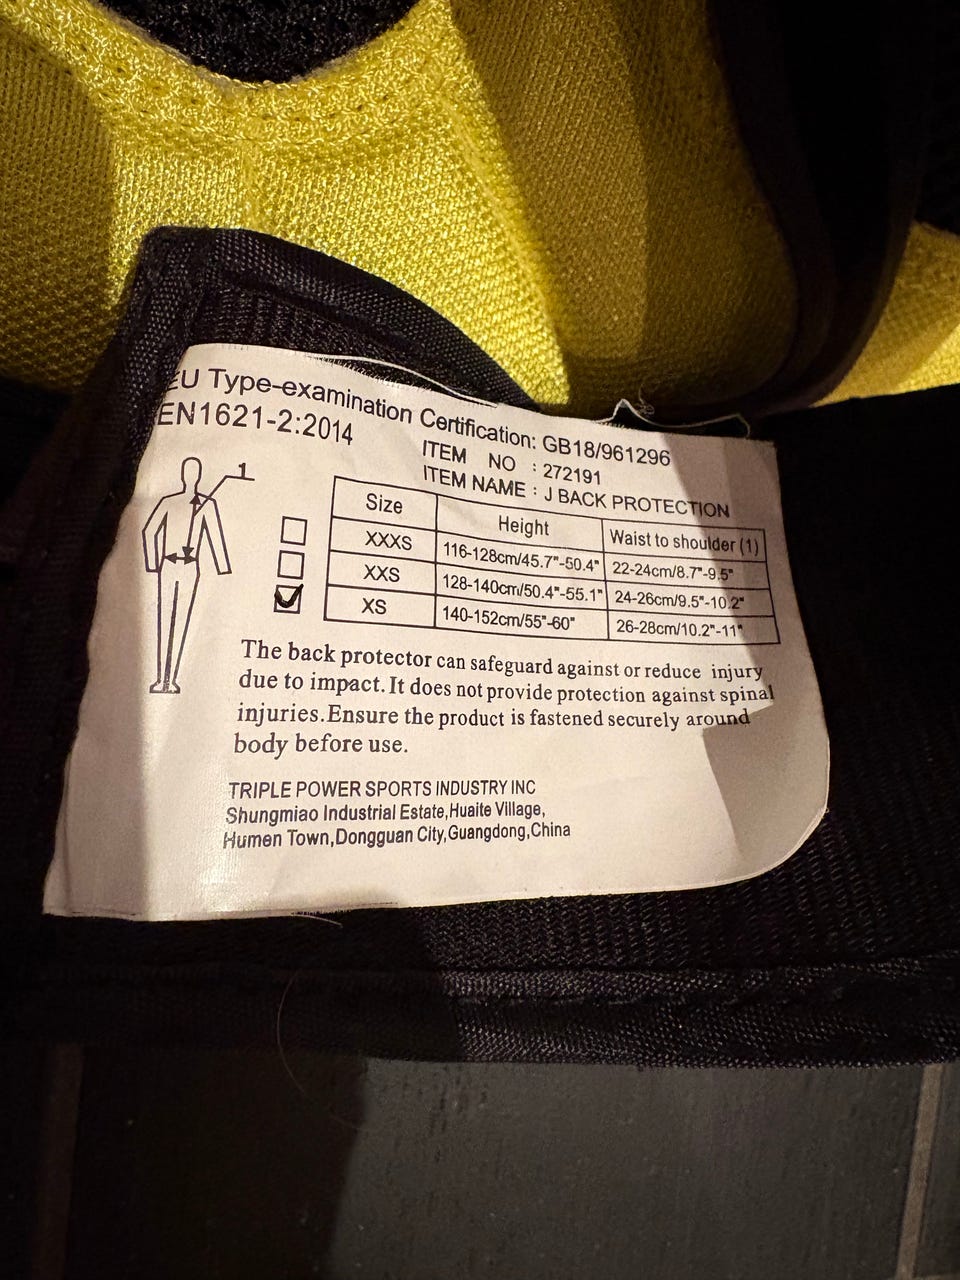 EU Type-examination Certification: GB18/961296
EN1621-2:2014
ITEM NO : 272191
ITEM NAME : J BACK PROTECTION
1
Size Height Waist to shoulder (1)
XXXS 116-128cm/45.7"-50.4" 22-24cm/8.7"-9.5"
XXS 128-140cm/50.4"-55.1" 24-26cm/9.5"-10.2"
XS 140-152cm/55"-60" 26-28cm/10.2"-11"
The back protector can safeguard against or reduce injury
due to impact.It does not provide protection against spinal
injuries.Ensure the product is fastened securely around
body before use.
TRIPLE POWER SPORTS INDUSTRY INC
Shungmiao Industrial Estate,Huaite Village,
Humen Town,Dongguan City,Guangdong,China